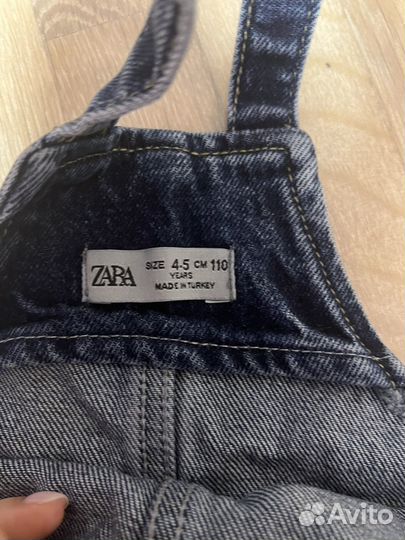 ZARA SIZE 4-5 CM 110
YEARS
MADE IN TURKEY
Avito